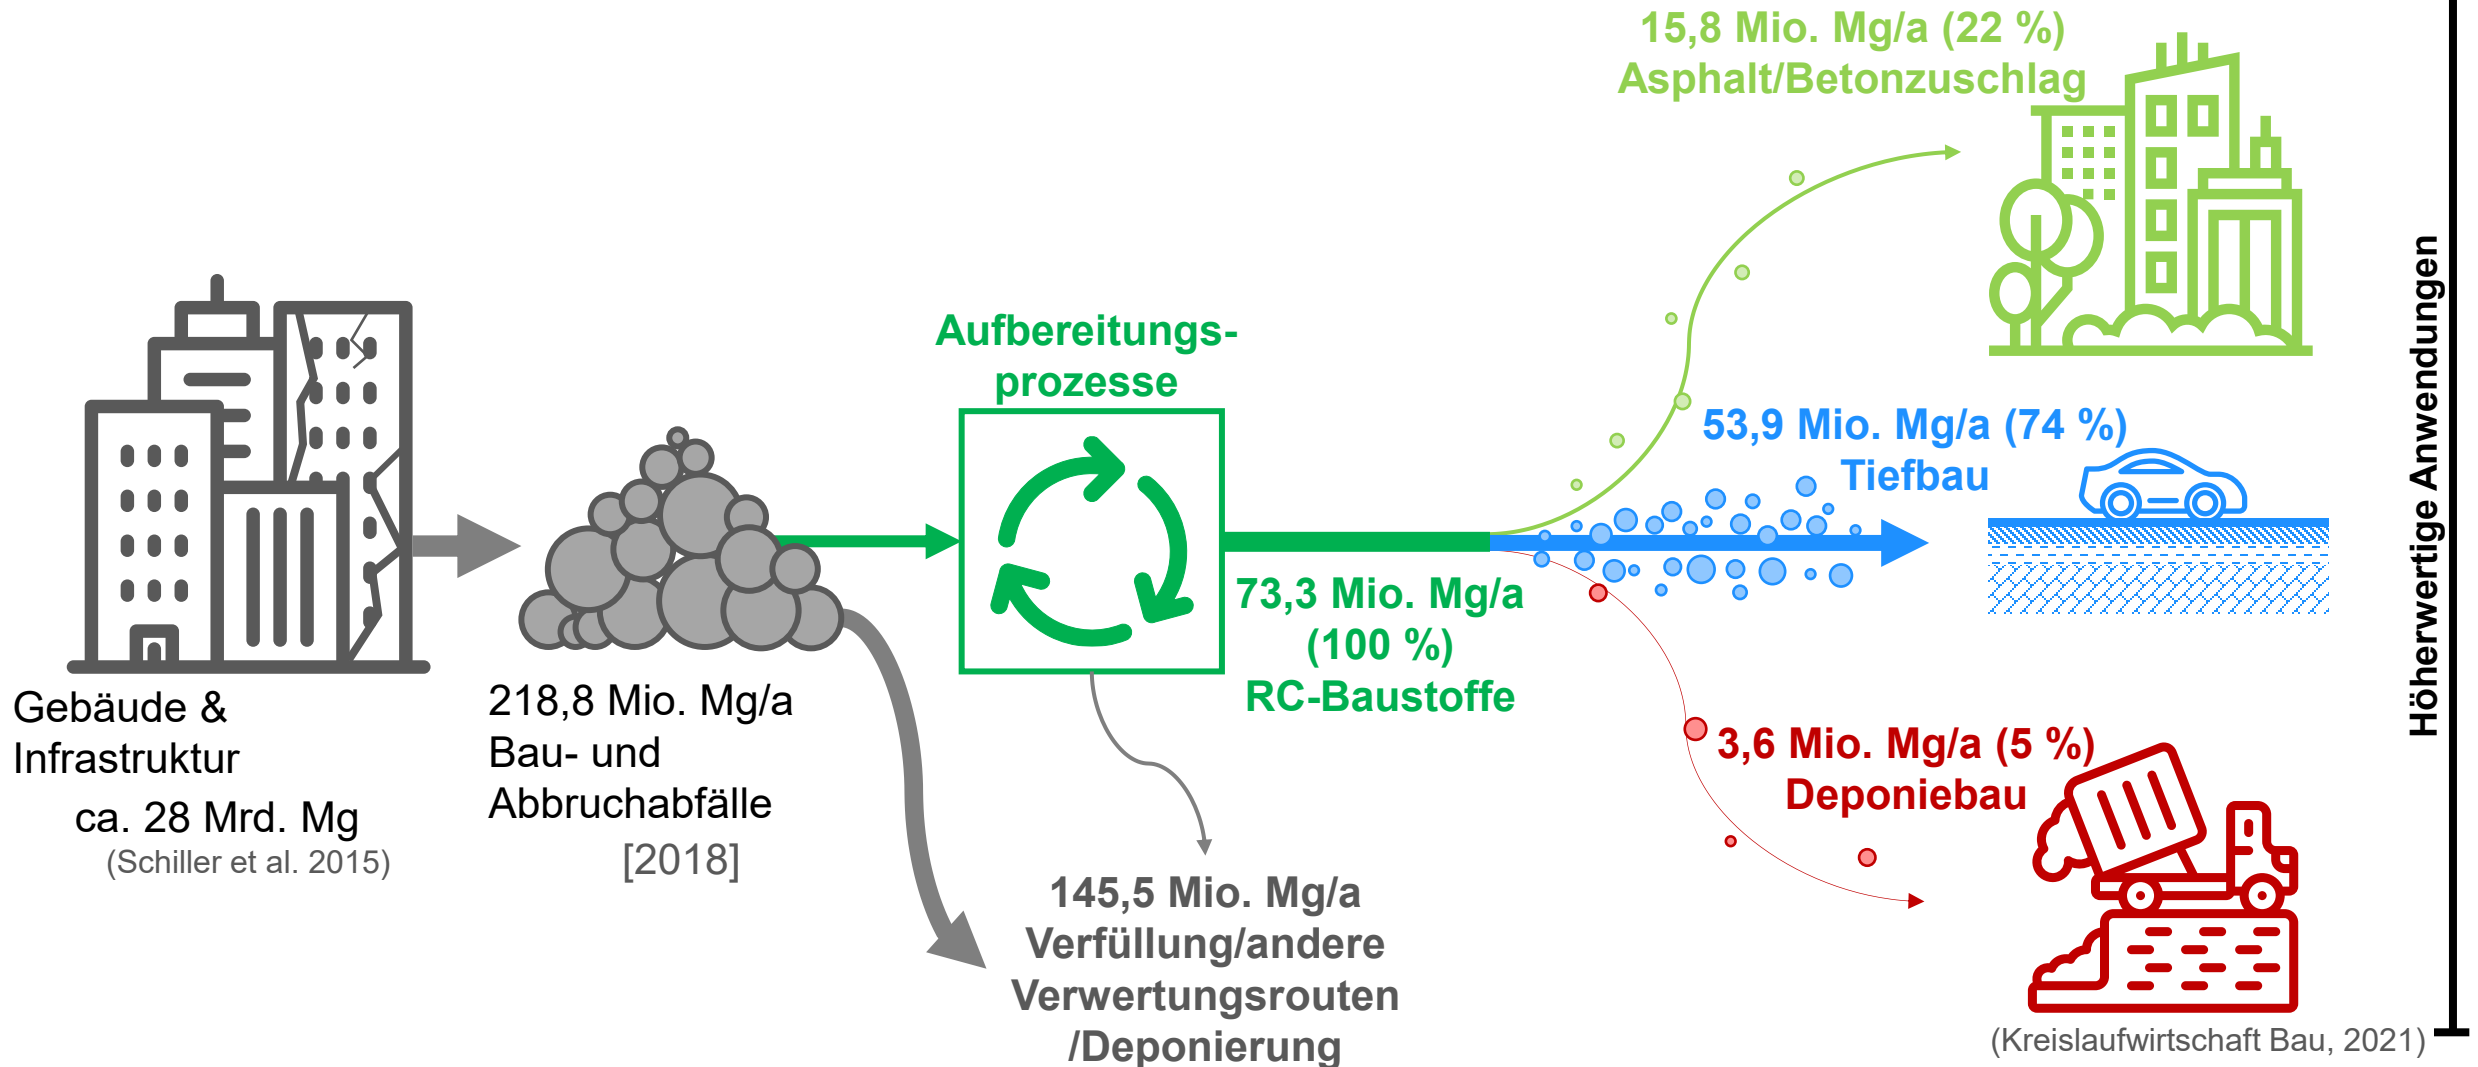 15,8 Mio. Mg/a (22 %)
Asphalt/Betonzuschlag
Aufbereitungs-
prozesse
53,9 Mio. Mg/a (74 %)
Tiefbau
Höherwertige Anwendungen
73,3 Mio. Mg/a
(100 %)
RC-Baustoffe
Gebäude &
Infrastruktur
ca. 28 Mrd. Mg
(Schiller et al. 2015)
218,8 Mio. Mg/a
Bau- und
Abbruchabfälle
[2018]
3,6 Mio. Mg/a (5 %)
Deponiebau
145,5 Mio. Mg/a
Verfüllung/andere
Verwertungsrouten
/Deponierung
(Kreislaufwirtschaft Bau, 2021)